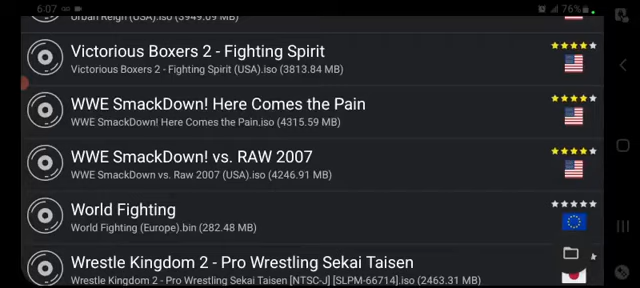 6:07
76%
Urban Reign (USA).iso (3949.09 MB)
Victorious Boxers 2 - Fighting Spirit
Victorious Boxers 2 - Fighting Spirit (USA).iso (3813.84 MB)
WWE SmackDown! Here Comes the Pain
WWE SmackDown! Here Comes the Pain.iso (4315.59 MB)
WWE SmackDown! vs. RAW 2007
WWE SmackDown vs. Raw 2007 (USA).iso (4246.91 MB)
World Fighting
World Fighting (Europe).bin (282.48 MB)
Wrestle Kingdom 2 - Pro Wrestling Sekai Taisen
Wrestle Kingdom 2 - Pro Wrestling Sekai Taisen [NTSC-J] [SLPM-66714].iso (2463.31 MB)